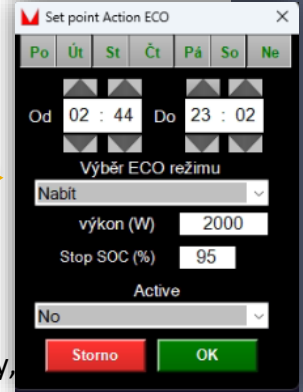 Set point Action ECO
Po Út St Čt Pá So Ne
Od 02 : 44 Do 23 : 02
Výběr ECO režimu
Nabít
výkon (W) 2000
Stop SOC (%) 95
Active
No
y,
Storno OK